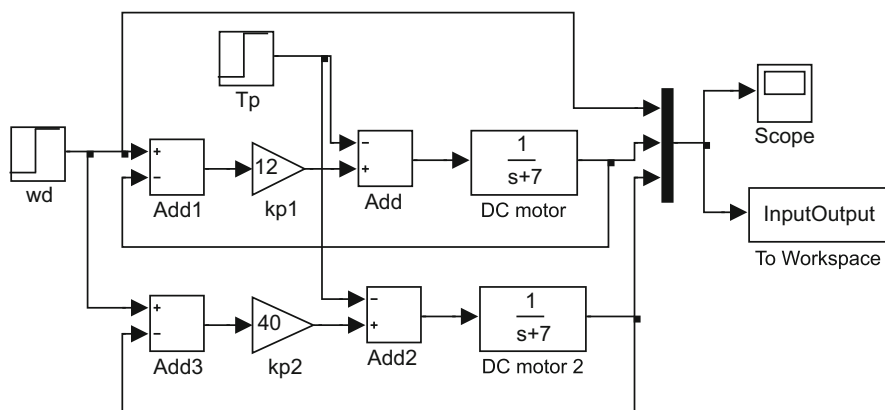 Tp
Scope
wd
+
−
Add1
12
kp1
−
+
Add
1
s+7
DC motor
InputOutput
To Workspace
+
−
Add3
40
kp2
−
+
Add2
1
s+7
DC motor 2